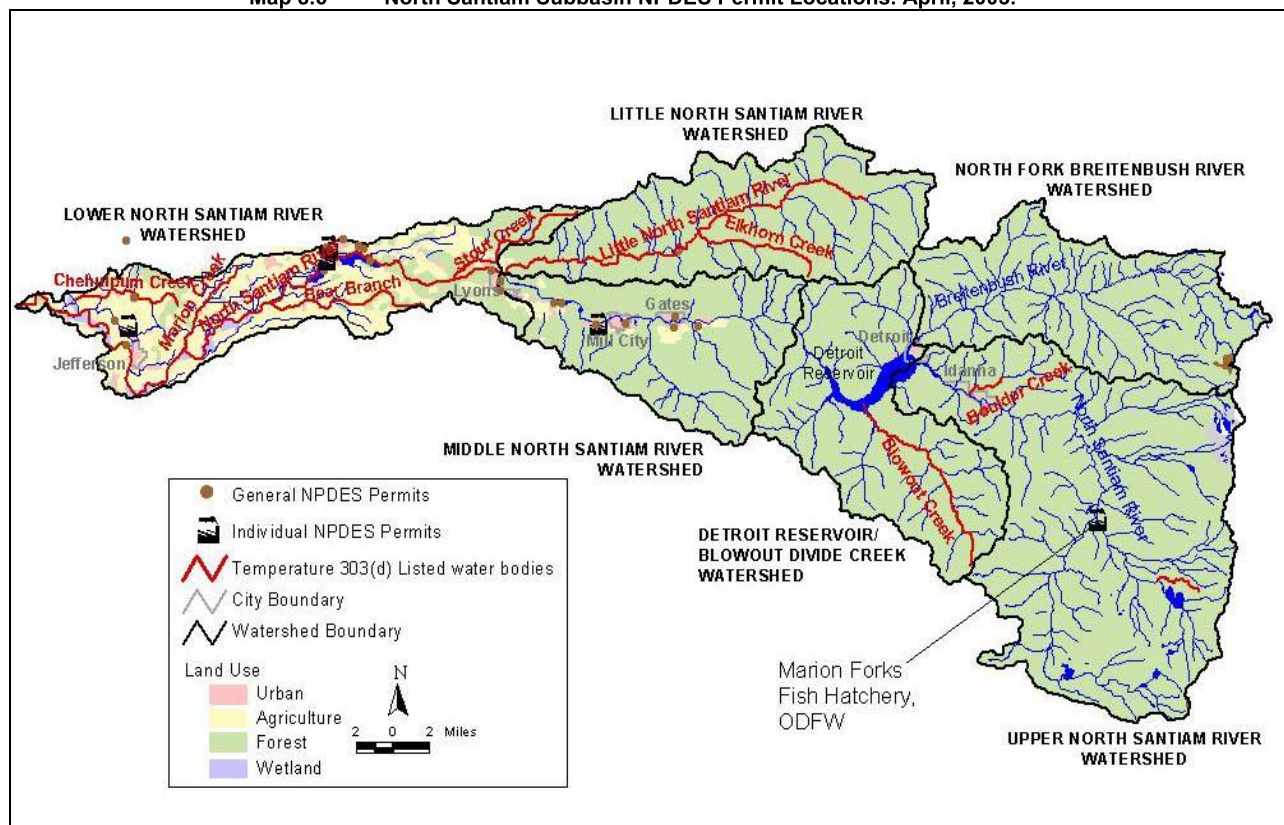 North Santiam Subbasin NPDES Permit Locations. April,
LITTLE NORTH SANTIAM RIVER
WATERSHED
NORTH FORK BREITENBUSH RIVER
WATERSHED
LOWER NORTH SANTIAM RIVER
WATERSHED
Chehulpum Creek
Marion Creek
North Santiam River
Bear Branch
Stout Creek
Little North Santiam River
Elkhorn Creek
Breitenbush River
Lyons
Gates
Mill City
Jefferson
Detroit
Detroit
Reservoir
Idanha
Boulder Creek
North Santiam River
Blowout Creek
MIDDLE NORTH SANTIAM RIVER
WATERSHED
DETROIT RESERVOIR/
BLOWOUT DIVIDE CREEK
WATERSHED
Marion Forks
Fish Hatchery,
ODFW
UPPER NORTH SANTIAM RIVER
WATERSHED
General NPDES Permits
Individual NPDES Permits
Temperature 303(d) Listed water bodies
City Boundary
Watershed Boundary
Land Use
Urban
Agriculture
Forest
Wetland
N
2 0 2 Miles